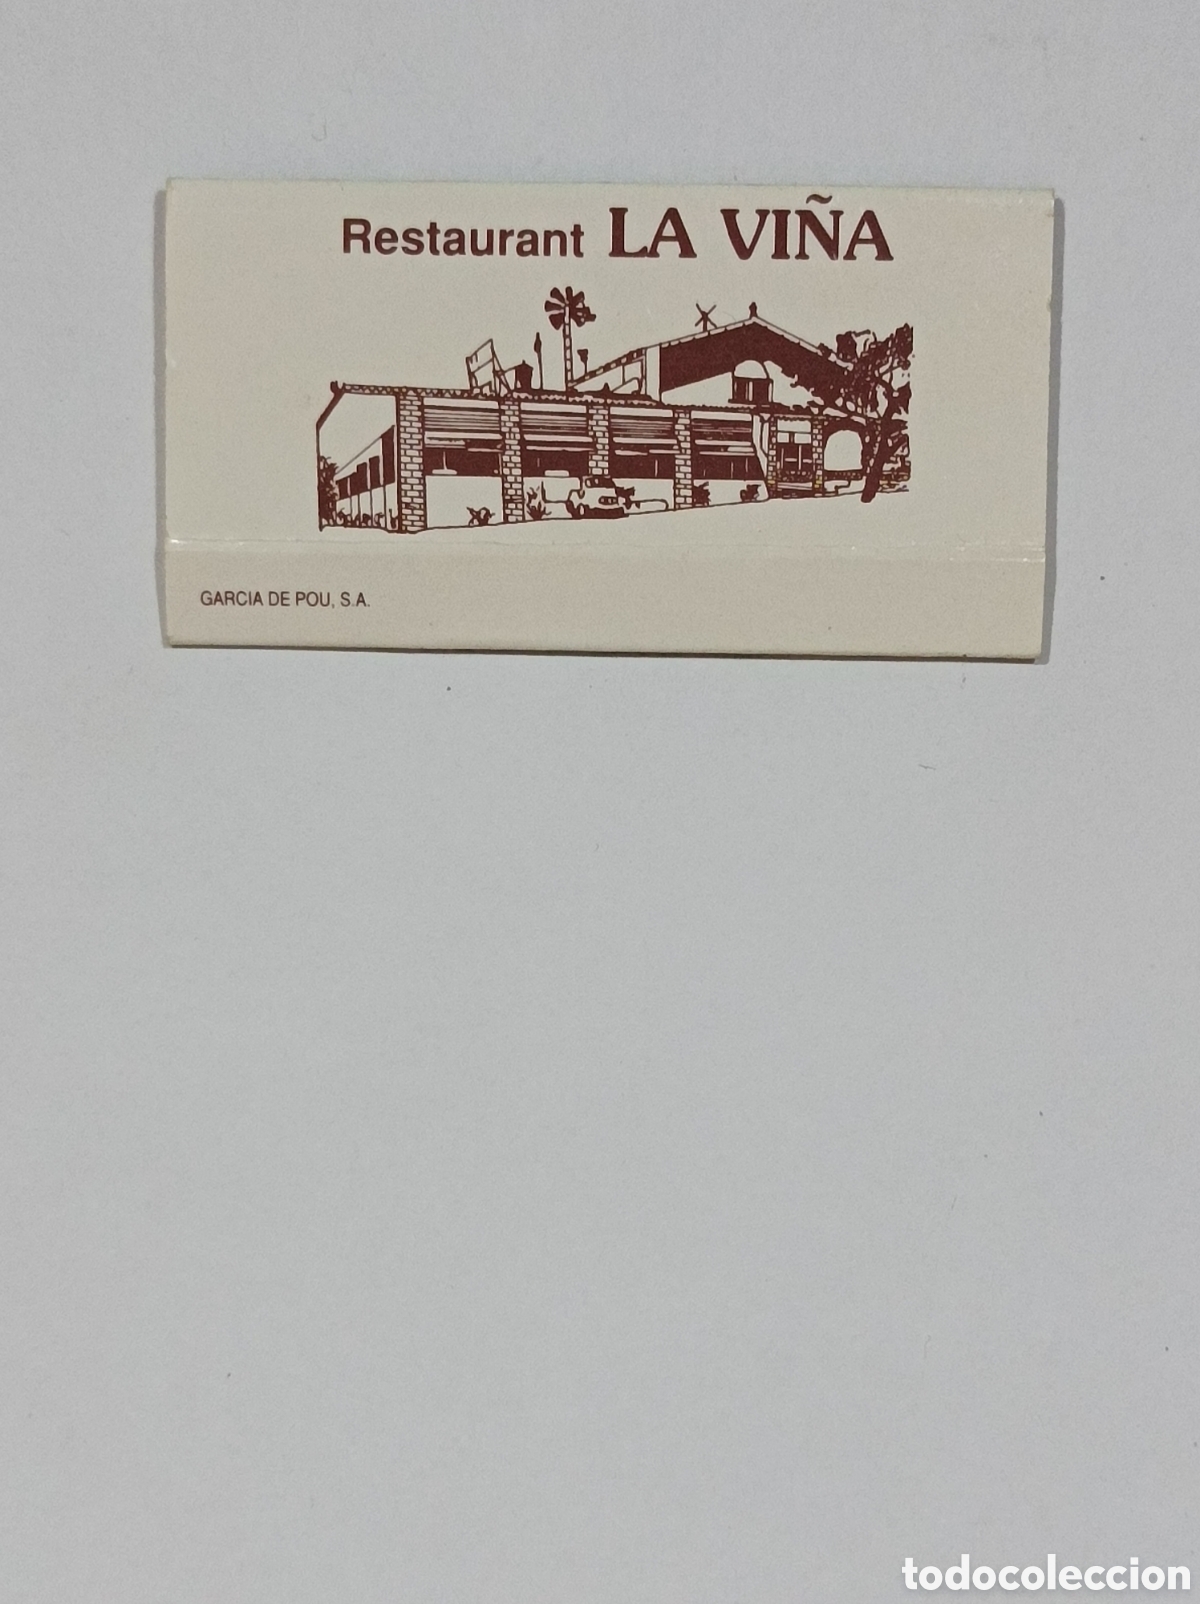 Restaurant LA VIÑA
GARCIA DE POU, S.A.
todocoleccion